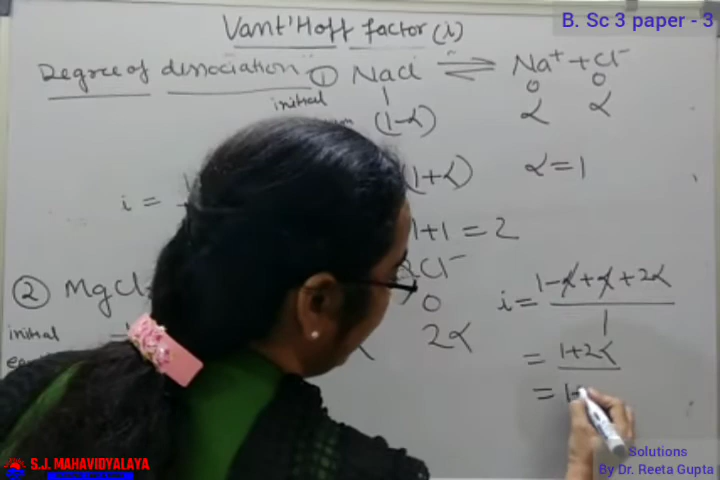 B. Sc 3 paper - 3
Vant'Hoff factor (i)
Degree of dissociation ① NaCl ⇌ Na⁺ + Cl⁻
initial 1 0 0
(1-α) α α
i = (1+α) α = 1
1+1 = 2
② MgCl Cl⁻ i = 1-α+α+2α / 1
initial 0
2α = 1+2α
= 1+
S.J. MAHAVIDYALAYA
Solutions
By Dr. Reeta Gupta